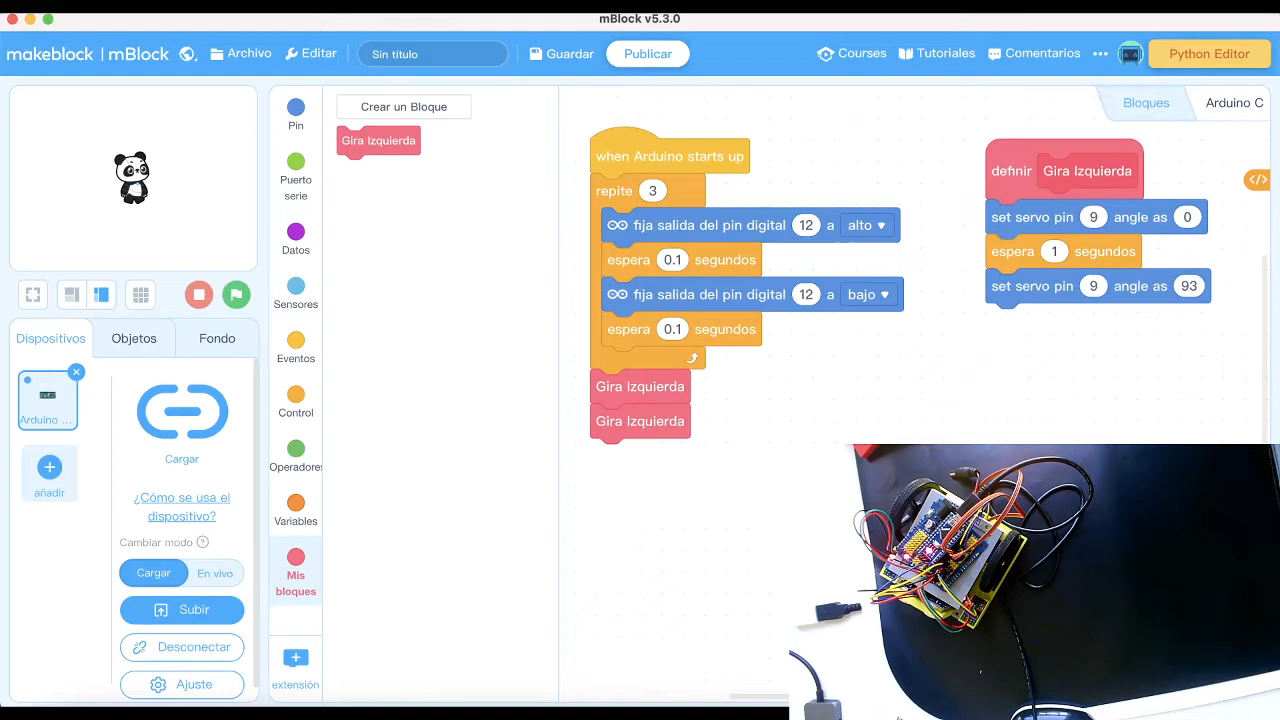 mBlock v5.3.0
makeblock | mBlock
Archivo
Editar
Sin título
Guardar
Publicar
Courses
Tutoriales
Comentarios
Python Editor
Pin
Puerto
serie
Datos
Sensores
Eventos
Control
Operadores
Variables
Mis
bloques
extensión
Crear un Bloque
Gira Izquierda
Bloques
Arduino C
when Arduino starts up
repite 3
fija salida del pin digital 12 a alto
espera 0.1 segundos
fija salida del pin digital 12 a bajo
espera 0.1 segundos
Gira Izquierda
Gira Izquierda
definir Gira Izquierda
set servo pin 9 angle as 0
espera 1 segundos
set servo pin 9 angle as 93
</>
Dispositivos
Objetos
Fondo
Arduino ...
añadir
Cargar
¿Cómo se usa el
dispositivo?
Cambiar modo ?
Cargar
En vivo
Subir
Desconectar
Ajuste